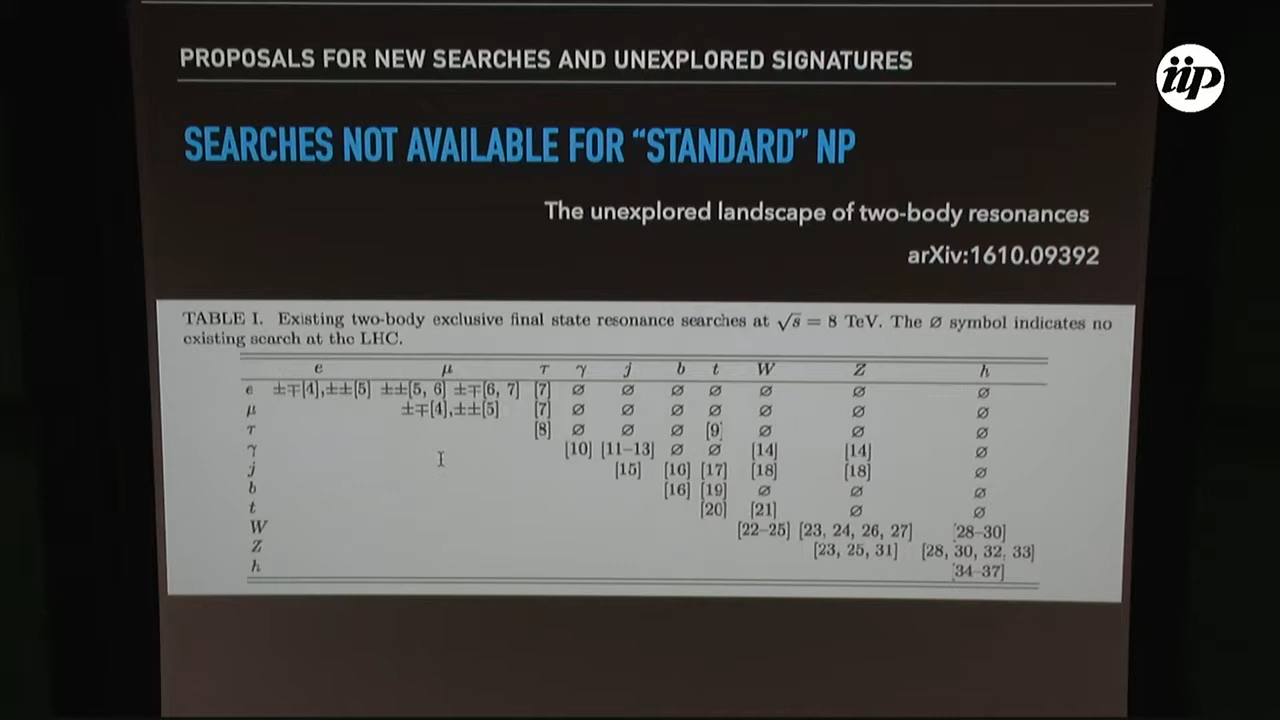 iip
PROPOSALS FOR NEW SEARCHES AND UNEXPLORED SIGNATURES
SEARCHES NOT AVAILABLE FOR “STANDARD” NP
The unexplored landscape of two-body resonances
arXiv:1610.09392
TABLE I. Existing two-body exclusive final state resonance searches at √s = 8 TeV. The ∅ symbol indicates no
existing search at the LHC.
e μ τ γ j b t W Z h
e ±∓[4],±±[5] ±±[5, 6] ±∓[6, 7] [7] ∅ ∅ ∅ ∅ ∅ ∅ ∅
μ ±∓[4],±±[5] [7] ∅ ∅ ∅ ∅ ∅ ∅ ∅
τ [8] ∅ ∅ ∅ [9] ∅ ∅ ∅
γ [10] [11–13] ∅ ∅ [14] [14] ∅
j [15] [16] [17] [18] [18] ∅
b [16] [19] ∅ ∅ ∅
t [20] [21] ∅ ∅
W [22–25] [23, 24, 26, 27] [28–30]
Z [23, 25, 31] [28, 30, 32, 33]
h [34–37]